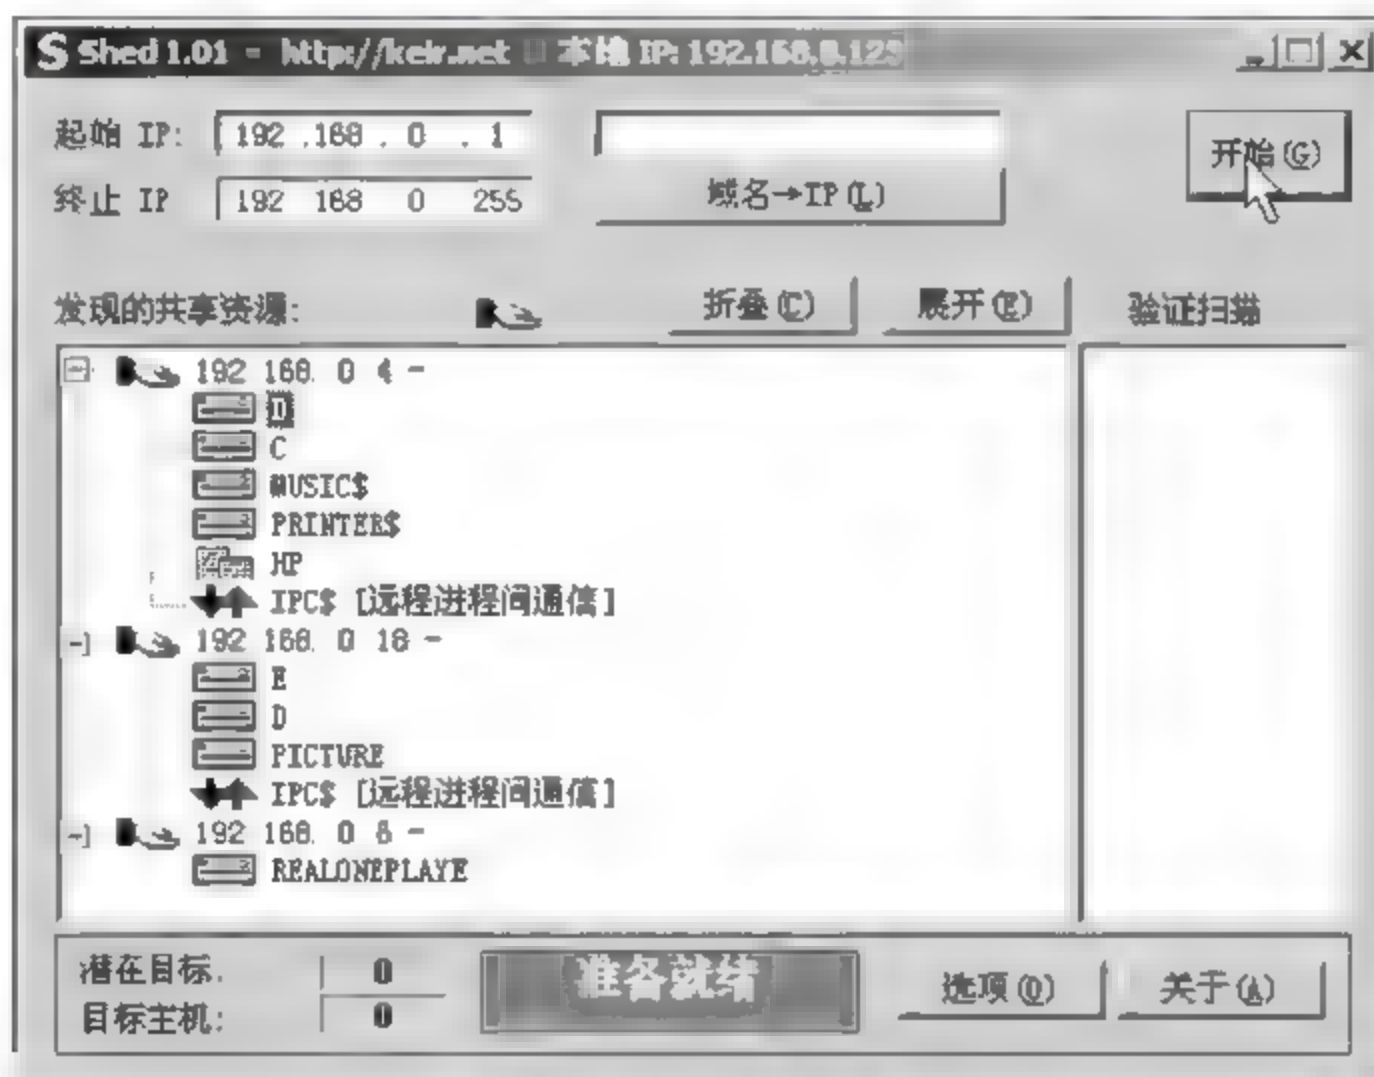 Shed 1.01 - http://keir.net 本地 IP: 192.168.0.123
起始 IP: 192 .168 . 0 . 1
开始(G)
终止 IP 192 168 0 255
域名→IP(L)
发现的共享资源:
折叠(C)
展开(E)
验证扫描
192 168. 0 4 -
D
C
MUSIC$
PRINTER$
HP
IPC$ [远程进程间通信]
192 168. 0 18 -
E
D
PICTURE
IPC$ [远程进程间通信]
192 168. 0 6 -
REALONEPLAYE
潜在目标: 0
准备就绪
选项(O)
关于(A)
目标主机: 0